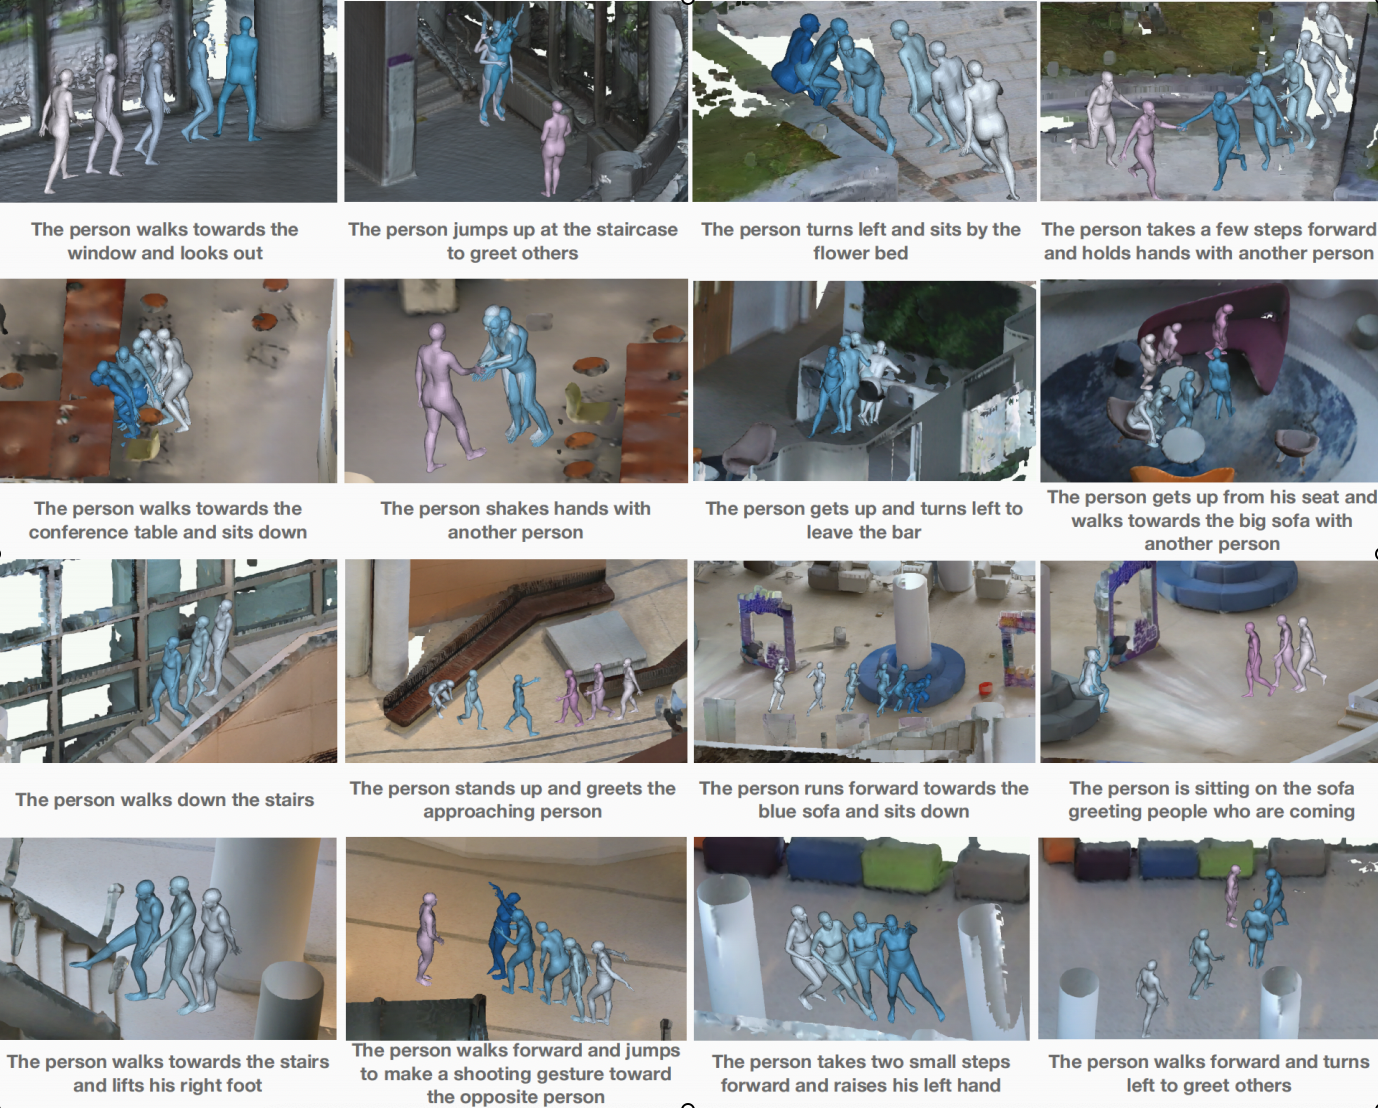 The person walks towards the
window and looks out
The person jumps up at the staircase
to greet others
The person turns left and sits by the
flower bed
The person takes a few steps forward
and holds hands with another person
The person walks towards the
conference table and sits down
The person shakes hands with
another person
The person gets up and turns left to
leave the bar
The person gets up from his seat and
walks towards the big sofa with
another person
The person walks down the stairs
The person stands up and greets the
approaching person
The person runs forward towards the
blue sofa and sits down
The person is sitting on the sofa
greeting people who are coming
The person walks towards the stairs
and lifts his right foot
The person walks forward and jumps
to make a shooting gesture toward
the opposite person
The person takes two small steps
forward and raises his left hand
The person walks forward and turns
left to greet others